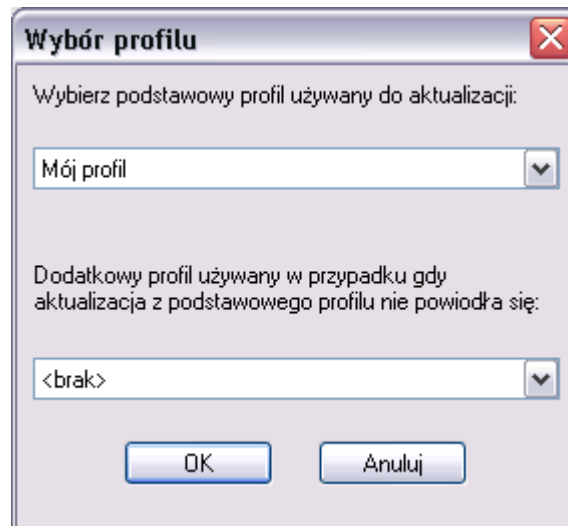 Wybór profilu
Wybierz podstawowy profil używany do aktualizacji:
Mój profil
Dodatkowy profil używany w przypadku gdy
aktualizacja z podstawowego profilu nie powiodła się:
<brak>
OK
Anuluj